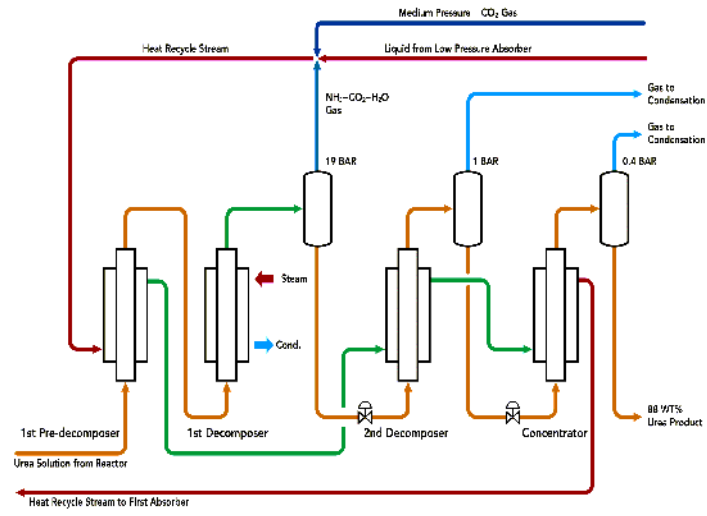 Medium Pressure CO₂ Gas
Heat Recycle Stream
Liquid from Low Pressure Absorber
NH₃–CO₂–H₂O
Gas
Gas to
Condensation
Gas to
Condensation
19 BAR
1 BAR
0.4 BAR
Steam
Cond.
1st Pre-decomposer
1st Decomposer
2nd Decomposer
Concentrator
88 WT%
Urea Product
Urea Solution from Reactor
Heat Recycle Stream to First Absorber